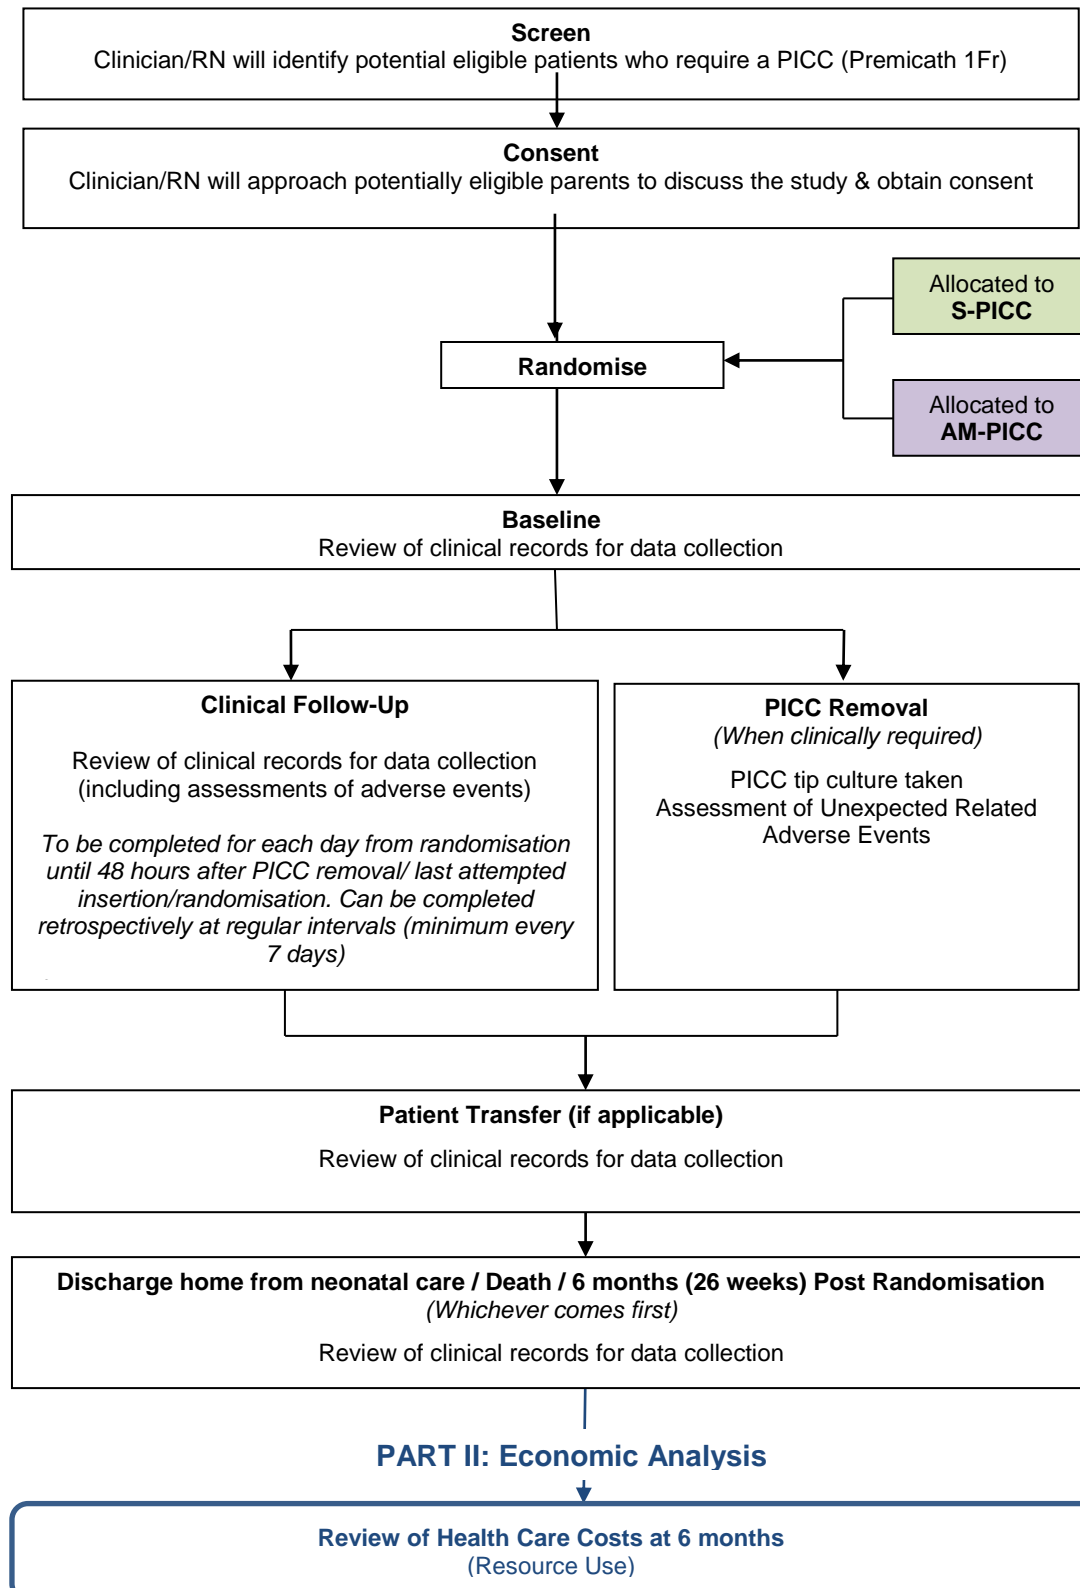 Screen
Clinician/RN will identify potential eligible patients who require a PICC (Premicath 1Fr)
Consent
Clinician/RN will approach potentially eligible parents to discuss the study & obtain consent
Allocated to
S-PICC
Randomise
Allocated to
AM-PICC
Baseline
Review of clinical records for data collection
Clinical Follow-Up
Review of clinical records for data collection
(including assessments of adverse events)
To be completed for each day from randomisation
until 48 hours after PICC removal/ last attempted
insertion/randomisation. Can be completed
retrospectively at regular intervals (minimum every
7 days)
PICC Removal
(When clinically required)
PICC tip culture taken
Assessment of Unexpected Related
Adverse Events
Patient Transfer (if applicable)
Review of clinical records for data collection
Discharge home from neonatal care / Death / 6 months (26 weeks) Post Randomisation
(Whichever comes first)
Review of clinical records for data collection
PART II: Economic Analysis
Review of Health Care Costs at 6 months
(Resource Use)